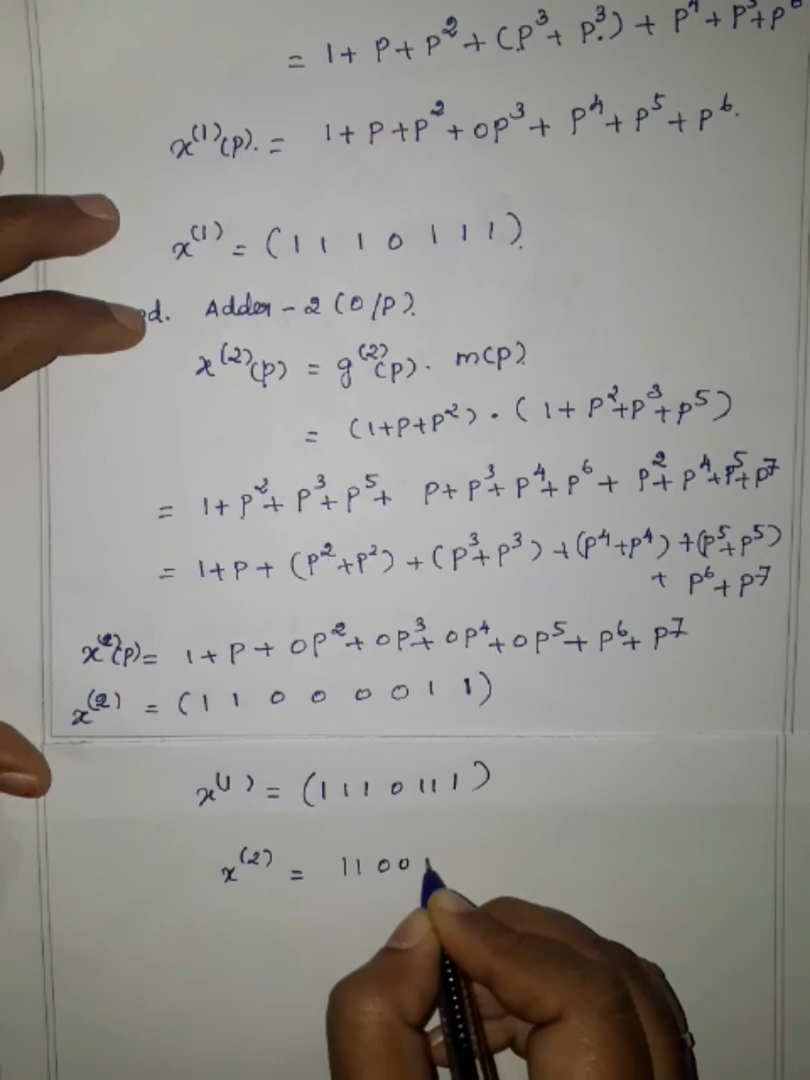 = 1 + P + P² + (P³ + P³) + P⁴ + P⁵ + P⁶
x⁽¹⁾(P). = 1 + P + P² + 0P³ + P⁴ + P⁵ + P⁶.
x⁽¹⁾ = (1 1 1 0 1 1 1).
d. Adder - 2 (O/P).
x⁽²⁾(P) = g⁽²⁾(P) . m(P).
= (1+P+P²) . (1 + P² + P³ + P⁵)
= 1 + P² + P³ + P⁵ + P + P³ + P⁴ + P⁶ + P² + P⁴ + P⁵ + P⁷
= 1 + P + (P² + P²) + (P³ + P³) + (P⁴ + P⁴) + (P⁵ + P⁵)
+ P⁶ + P⁷
x⁽²⁾(P) = 1 + P + 0P² + 0P³ + 0P⁴ + 0P⁵ + P⁶ + P⁷
x⁽²⁾ = (1 1 0 0 0 0 1 1)
x⁽¹⁾ = (1 1 1 0 1 1 1)
x⁽²⁾ = 1 1 0 0